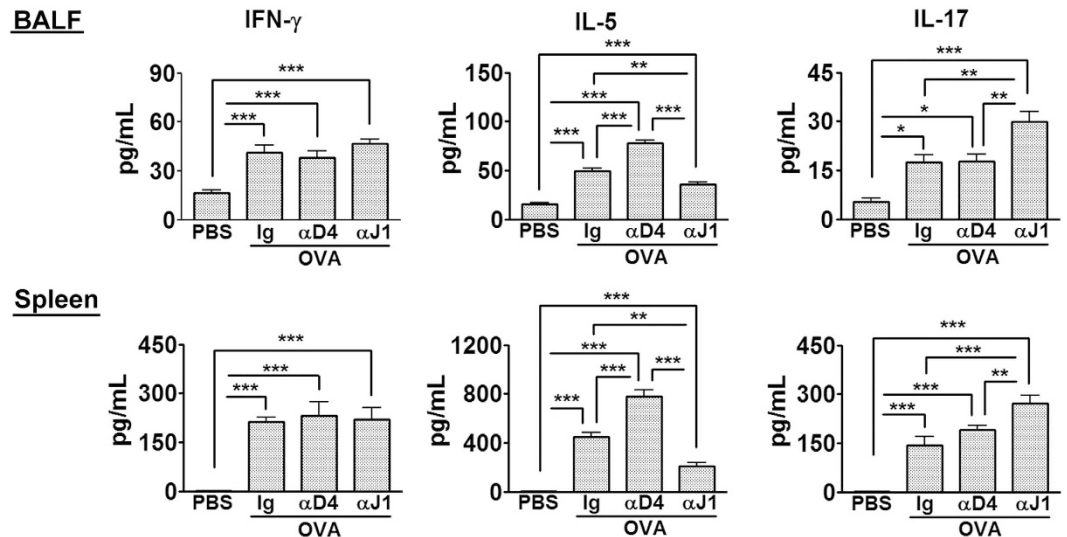 BALF
IFN-γ
IL-5
IL-17
pg/mL
90
60
30
0
***
***
***
PBS
Ig
αD4
αJ1
OVA
pg/mL
150
100
50
0
***
**
***
***
***
***
PBS
Ig
αD4
αJ1
OVA
pg/mL
45
30
15
0
***
**
*
**
*
PBS
Ig
αD4
αJ1
OVA
Spleen
pg/mL
450
300
150
0
***
***
***
PBS
Ig
αD4
αJ1
OVA
pg/mL
1200
800
400
0
***
**
***
***
***
***
PBS
Ig
αD4
αJ1
OVA
pg/mL
450
300
150
0
***
***
***
**
***
PBS
Ig
αD4
αJ1
OVA